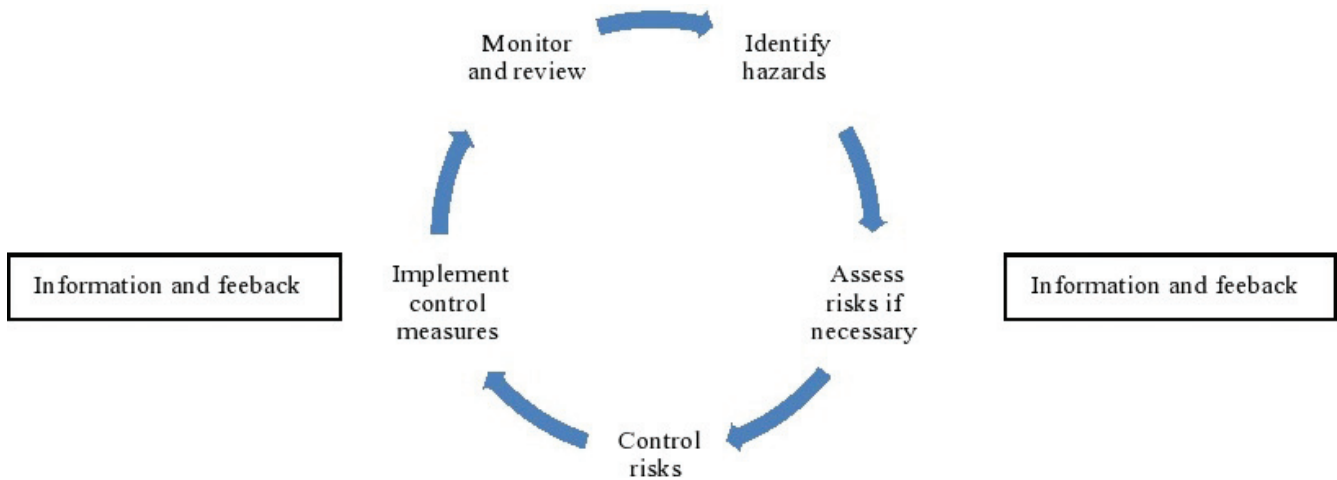 Monitor
and review
Identify
hazards
Information and feeback
Implement
control
measures
Assess
risks if
necessary
Information and feeback
Control
risks